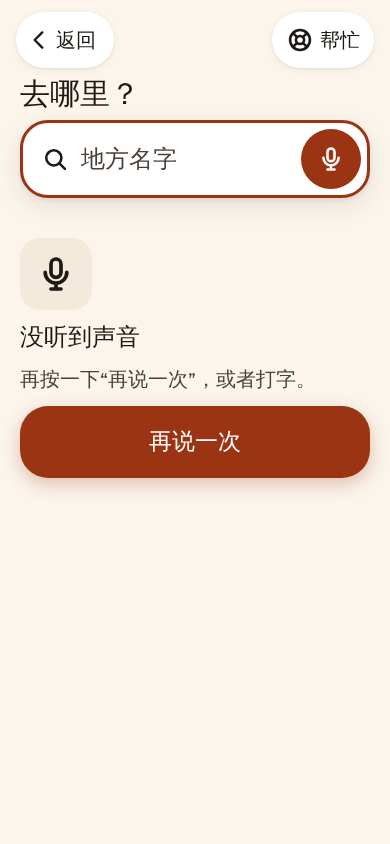 返回
帮忙
去哪里？
地方名字
没听到声音
再按一下“再说一次”，或者打字。
再说一次